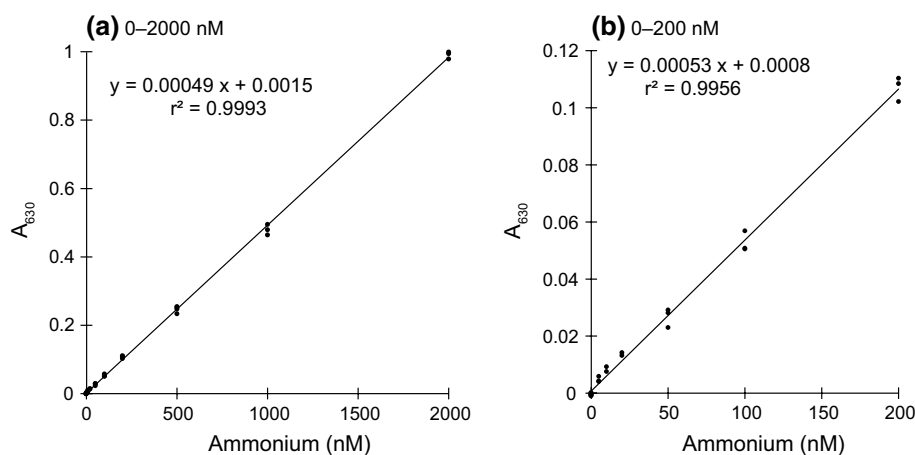 (a) 0–2000 nM
y = 0.00049 x + 0.0015
r² = 0.9993
1
0.8
0.6
0.4
0.2
0
A630
0 500 1000 1500 2000
Ammonium (nM)
(b) 0–200 nM
y = 0.00053 x + 0.0008
r² = 0.9956
0.12
0.1
0.08
0.06
0.04
0.02
0
A630
0 50 100 150 200
Ammonium (nM)